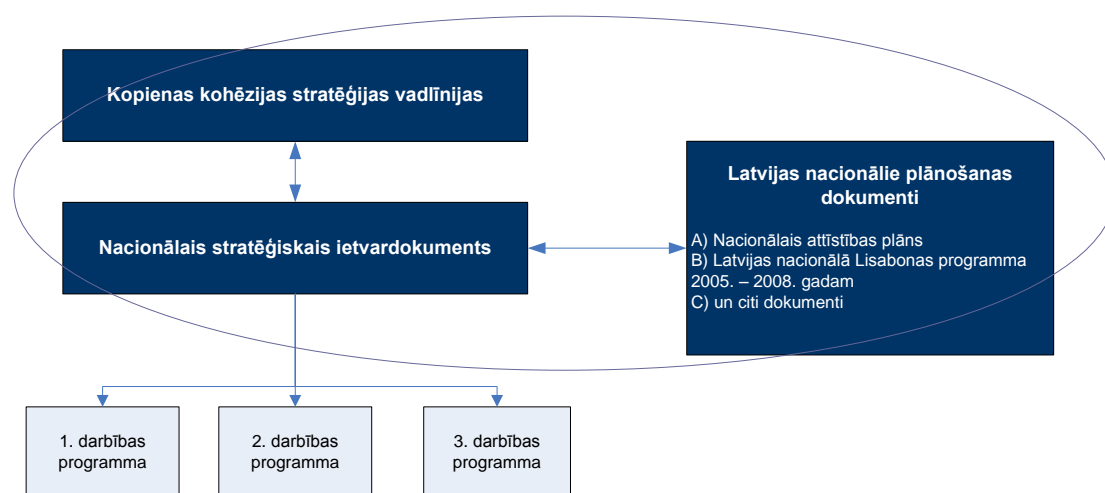 Kopienas kohēzijas stratēģijas vadlīnijas
Nacionālais stratēģiskais ietvardokuments
Latvijas nacionālie plānošanas
dokumenti
A) Nacionālais attīstības plāns
B) Latvijas nacionālā Lisabonas programma
2005. – 2008. gadam
C) un citi dokumenti
1. darbības
programma
2. darbības
programma
3. darbības
programma